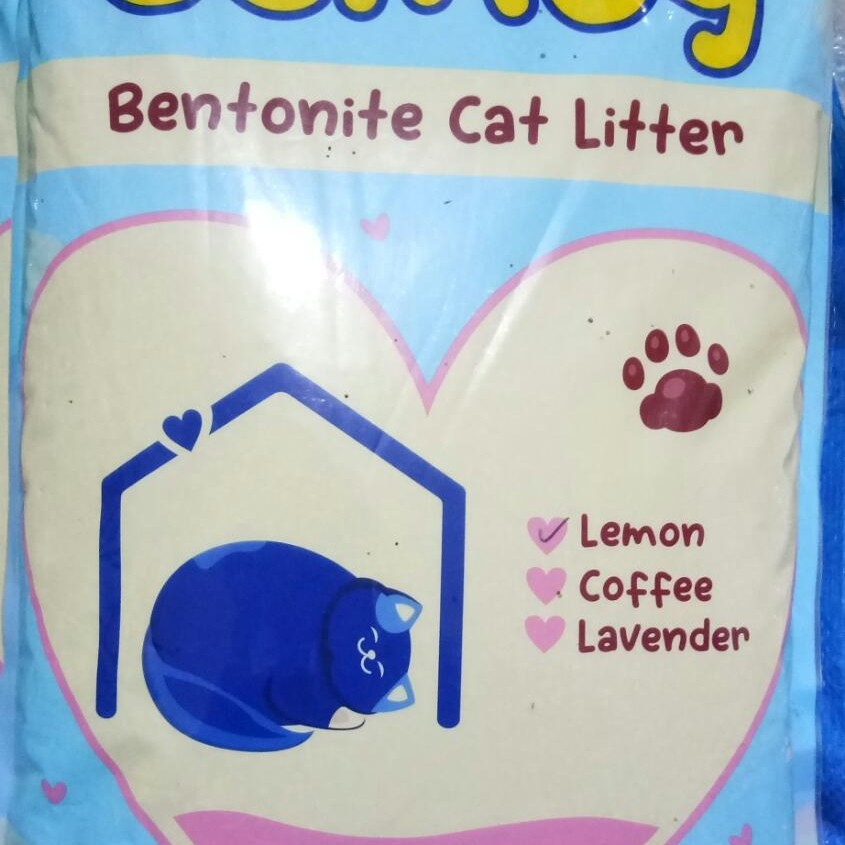 Bentonite Cat Litter
Lemon
Coffee
Lavender